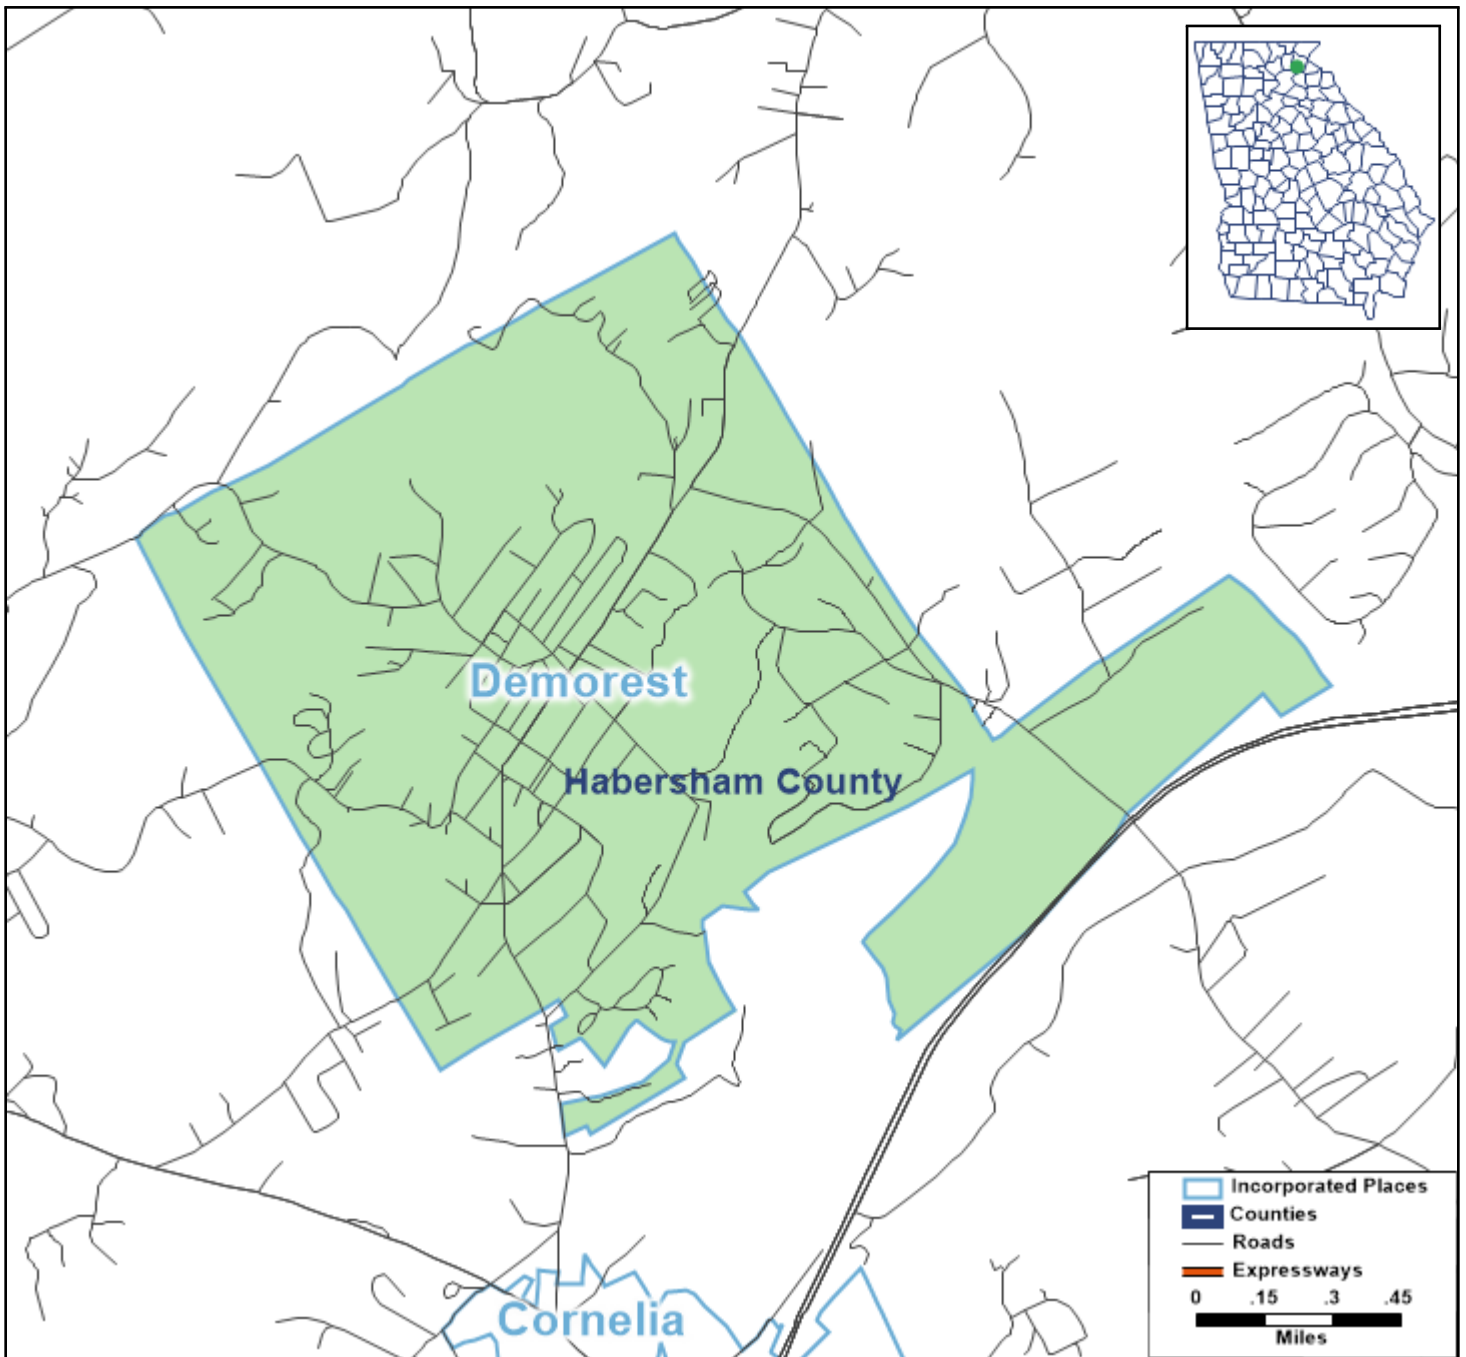 Demorest
Habersham County
Cornelia
Incorporated Places
Counties
Roads
Expressways
0 .15 .3 .45
Miles